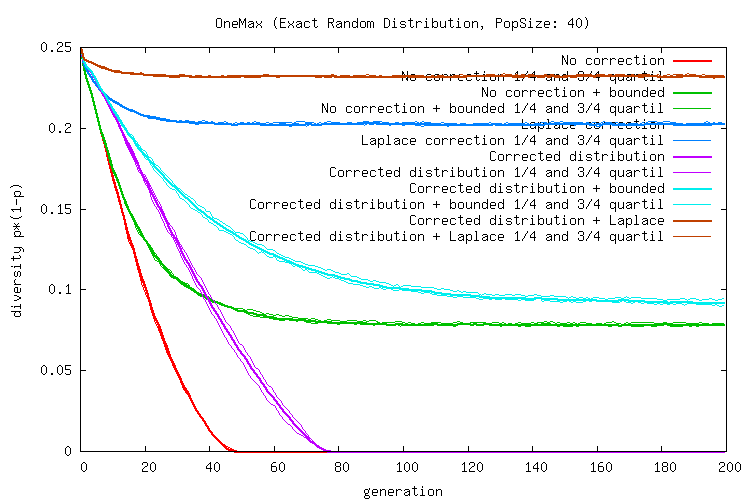 OneMax (Exact Random Distribution, PopSize: 40)
0.25
0.2
0.15
0.1
0.05
0
diversity p*(1-p)
No correction
No correction 1/4 and 3/4 quartil
No correction + bounded
No correction + bounded 1/4 and 3/4 quartil
Laplace correction
Laplace correction 1/4 and 3/4 quartil
Corrected distribution
Corrected distribution 1/4 and 3/4 quartil
Corrected distribution + bounded
Corrected distribution + bounded 1/4 and 3/4 quartil
Corrected distribution + Laplace
Corrected distribution + Laplace 1/4 and 3/4 quartil
0 20 40 60 80 100 120 140 160 180 200
generation